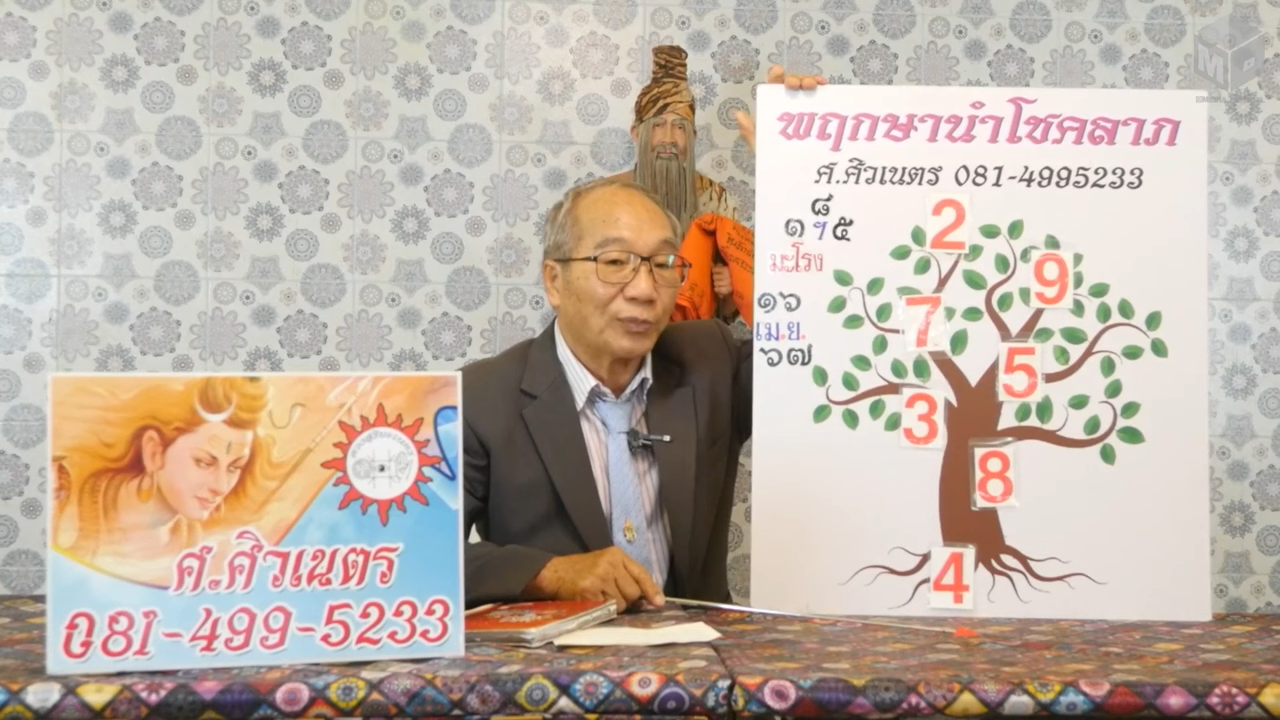 พฤกษานำโชคลาภ
ศ.ศิวเนตร 081-4995233
๘
๑ ฯ ๕
มะโรง
๑๖
เม.ย.
๖๗
2
9
7
5
3
8
4
ศ.ศิวเนตร
081-499-5233